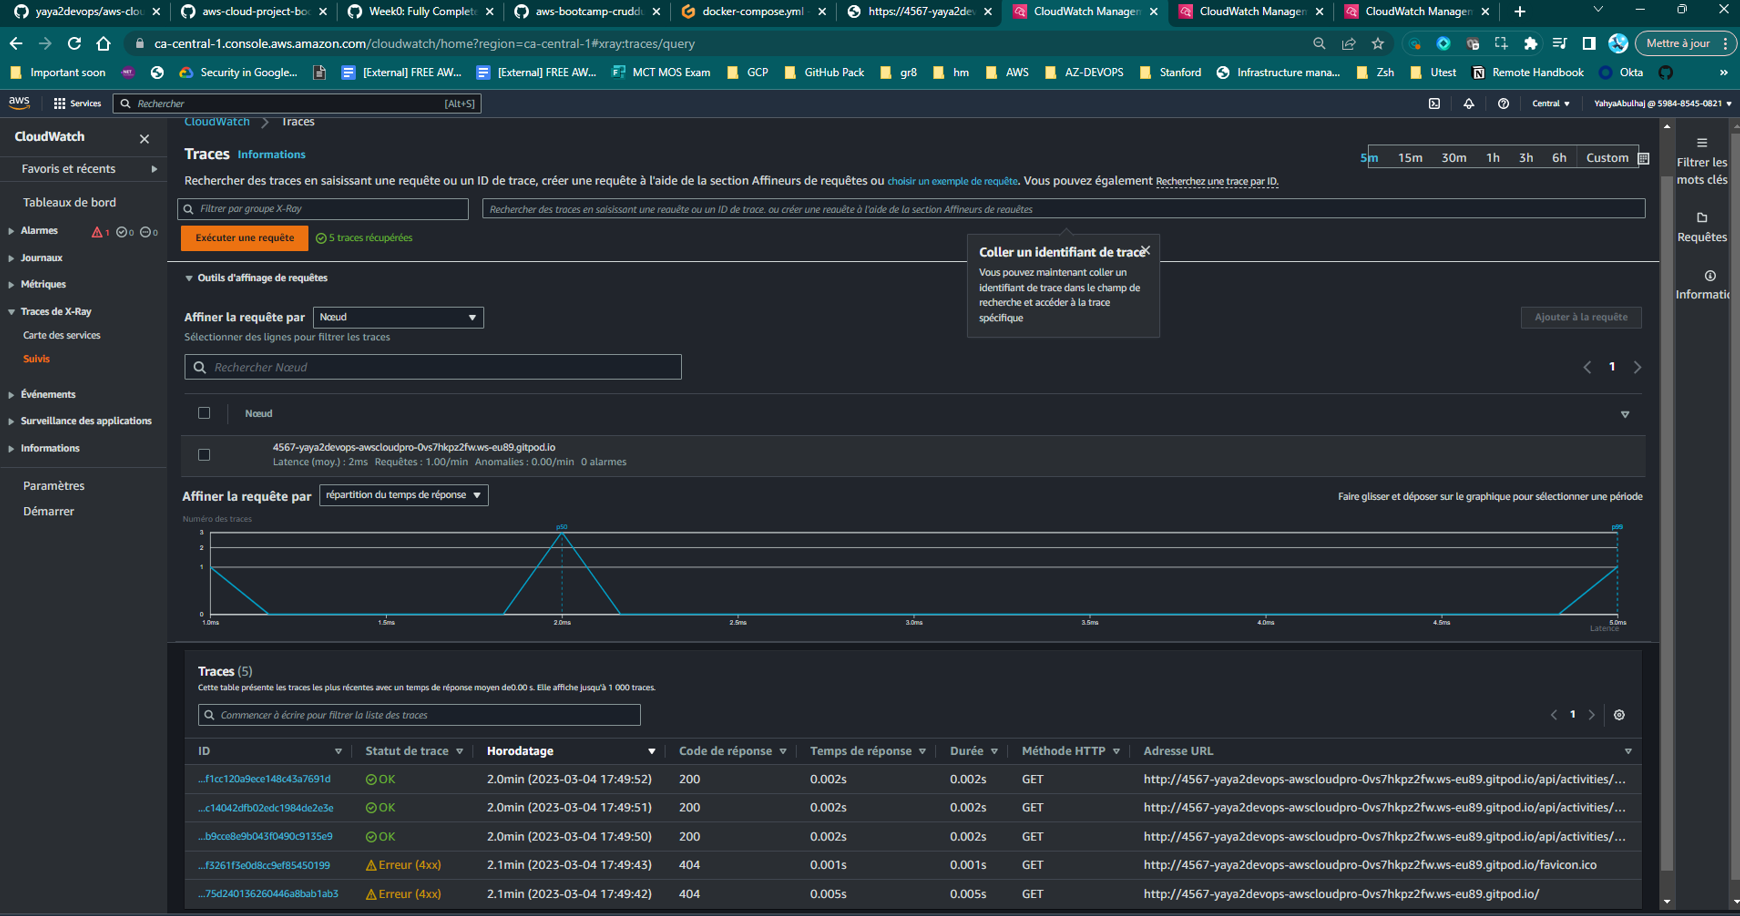 yaya2devops/aws-clou
aws-cloud-project-boo
Week0: Fully Complete
aws-bootcamp-cruddu
docker-compose.yml -
https://4567-yaya2dev
CloudWatch Managem
CloudWatch Managem
CloudWatch Managem
ca-central-1.console.aws.amazon.com/cloudwatch/home?region=ca-central-1#xray:traces/query
Mettre à jour
Important soon
Security in Google...
[External] FREE AW...
[External] FREE AW...
MCT MOS Exam
GCP
GitHub Pack
gr8
hm
AWS
AZ-DEVOPS
Stanford
Infrastructure mana...
Zsh
Utest
Remote Handbook
Okta
»
aws
Services
Rechercher
[Alt+S]
Central
YahyaAbulhaj @ 5984-8545-0821
CloudWatch
Favoris et récents
Tableaux de bord
Alarmes
1
0
0
Journaux
Métriques
Traces de X-Ray
Carte des services
Suivis
Événements
Surveillance des applications
Informations
Paramètres
Démarrer
CloudWatch
Traces
Traces
Informations
5m
15m
30m
1h
3h
6h
Custom
Rechercher des traces en saisissant une requête ou un ID de trace, créer une requête à l'aide de la section Affineurs de requêtes ou choisir un exemple de requête. Vous pouvez également Recherchez une trace par ID.
Filtrer par groupe X-Ray
Rechercher des traces en saisissant une requête ou un ID de trace, ou créer une requête à l'aide de la section Affineurs de requêtes
Exécuter une requête
5 traces récupérées
Coller un identifiant de trace
Vous pouvez maintenant coller un
identifiant de trace dans le champ de
recherche et accéder à la trace
spécifique
Outils d'affinage de requêtes
Affiner la requête par
Nœud
Ajouter à la requête
Sélectionner des lignes pour filtrer les traces
Rechercher Nœud
1
Nœud
4567-yaya2devops-awscloudpro-0vs7hkpz2fw.ws-eu89.gitpod.io
Latence (moy.) : 2ms Requêtes : 1.00/min Anomalies : 0.00/min 0 alarmes
Affiner la requête par
répartition du temps de réponse
Faire glisser et déposer sur le graphique pour sélectionner une période
Numéro des traces
p50
p99
3
2
1
0
1.0ms
1.5ms
2.0ms
2.5ms
3.0ms
3.5ms
4.0ms
4.5ms
5.0ms
Latence
Traces (5)
Cette table présente les traces les plus récentes avec un temps de réponse moyen de0.00 s. Elle affiche jusqu'à 1 000 traces.
Commencer à écrire pour filtrer la liste des traces
1
ID
Statut de trace
Horodatage
Code de réponse
Temps de réponse
Durée
Méthode HTTP
Adresse URL
...f1cc120a9ece148c43a7691d OK 2.0min (2023-03-04 17:49:52) 200 0.002s 0.002s GET http://4567-yaya2devops-awscloudpro-0vs7hkpz2fw.ws-eu89.gitpod.io/api/activities/...
...c14042dfb02edc1984de2e3e OK 2.0min (2023-03-04 17:49:51) 200 0.002s 0.002s GET http://4567-yaya2devops-awscloudpro-0vs7hkpz2fw.ws-eu89.gitpod.io/api/activities/...
...b9cce8e9b043f0490c9135e9 OK 2.0min (2023-03-04 17:49:50) 200 0.002s 0.002s GET http://4567-yaya2devops-awscloudpro-0vs7hkpz2fw.ws-eu89.gitpod.io/api/activities/...
...f3261f3e0d8cc9ef85450199 Erreur (4xx) 2.1min (2023-03-04 17:49:43) 404 0.001s 0.001s GET http://4567-yaya2devops-awscloudpro-0vs7hkpz2fw.ws-eu89.gitpod.io/favicon.ico
...75d240136260446a8bab1ab3 Erreur (4xx) 2.1min (2023-03-04 17:49:42) 404 0.005s 0.005s GET http://4567-yaya2devops-awscloudpro-0vs7hkpz2fw.ws-eu89.gitpod.io/
Filtrer les
mots clés
Requêtes
Informatic